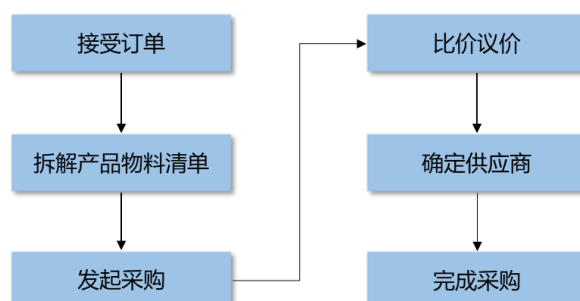 接受订单
拆解产品物料清单
发起采购
比价议价
确定供应商
完成采购